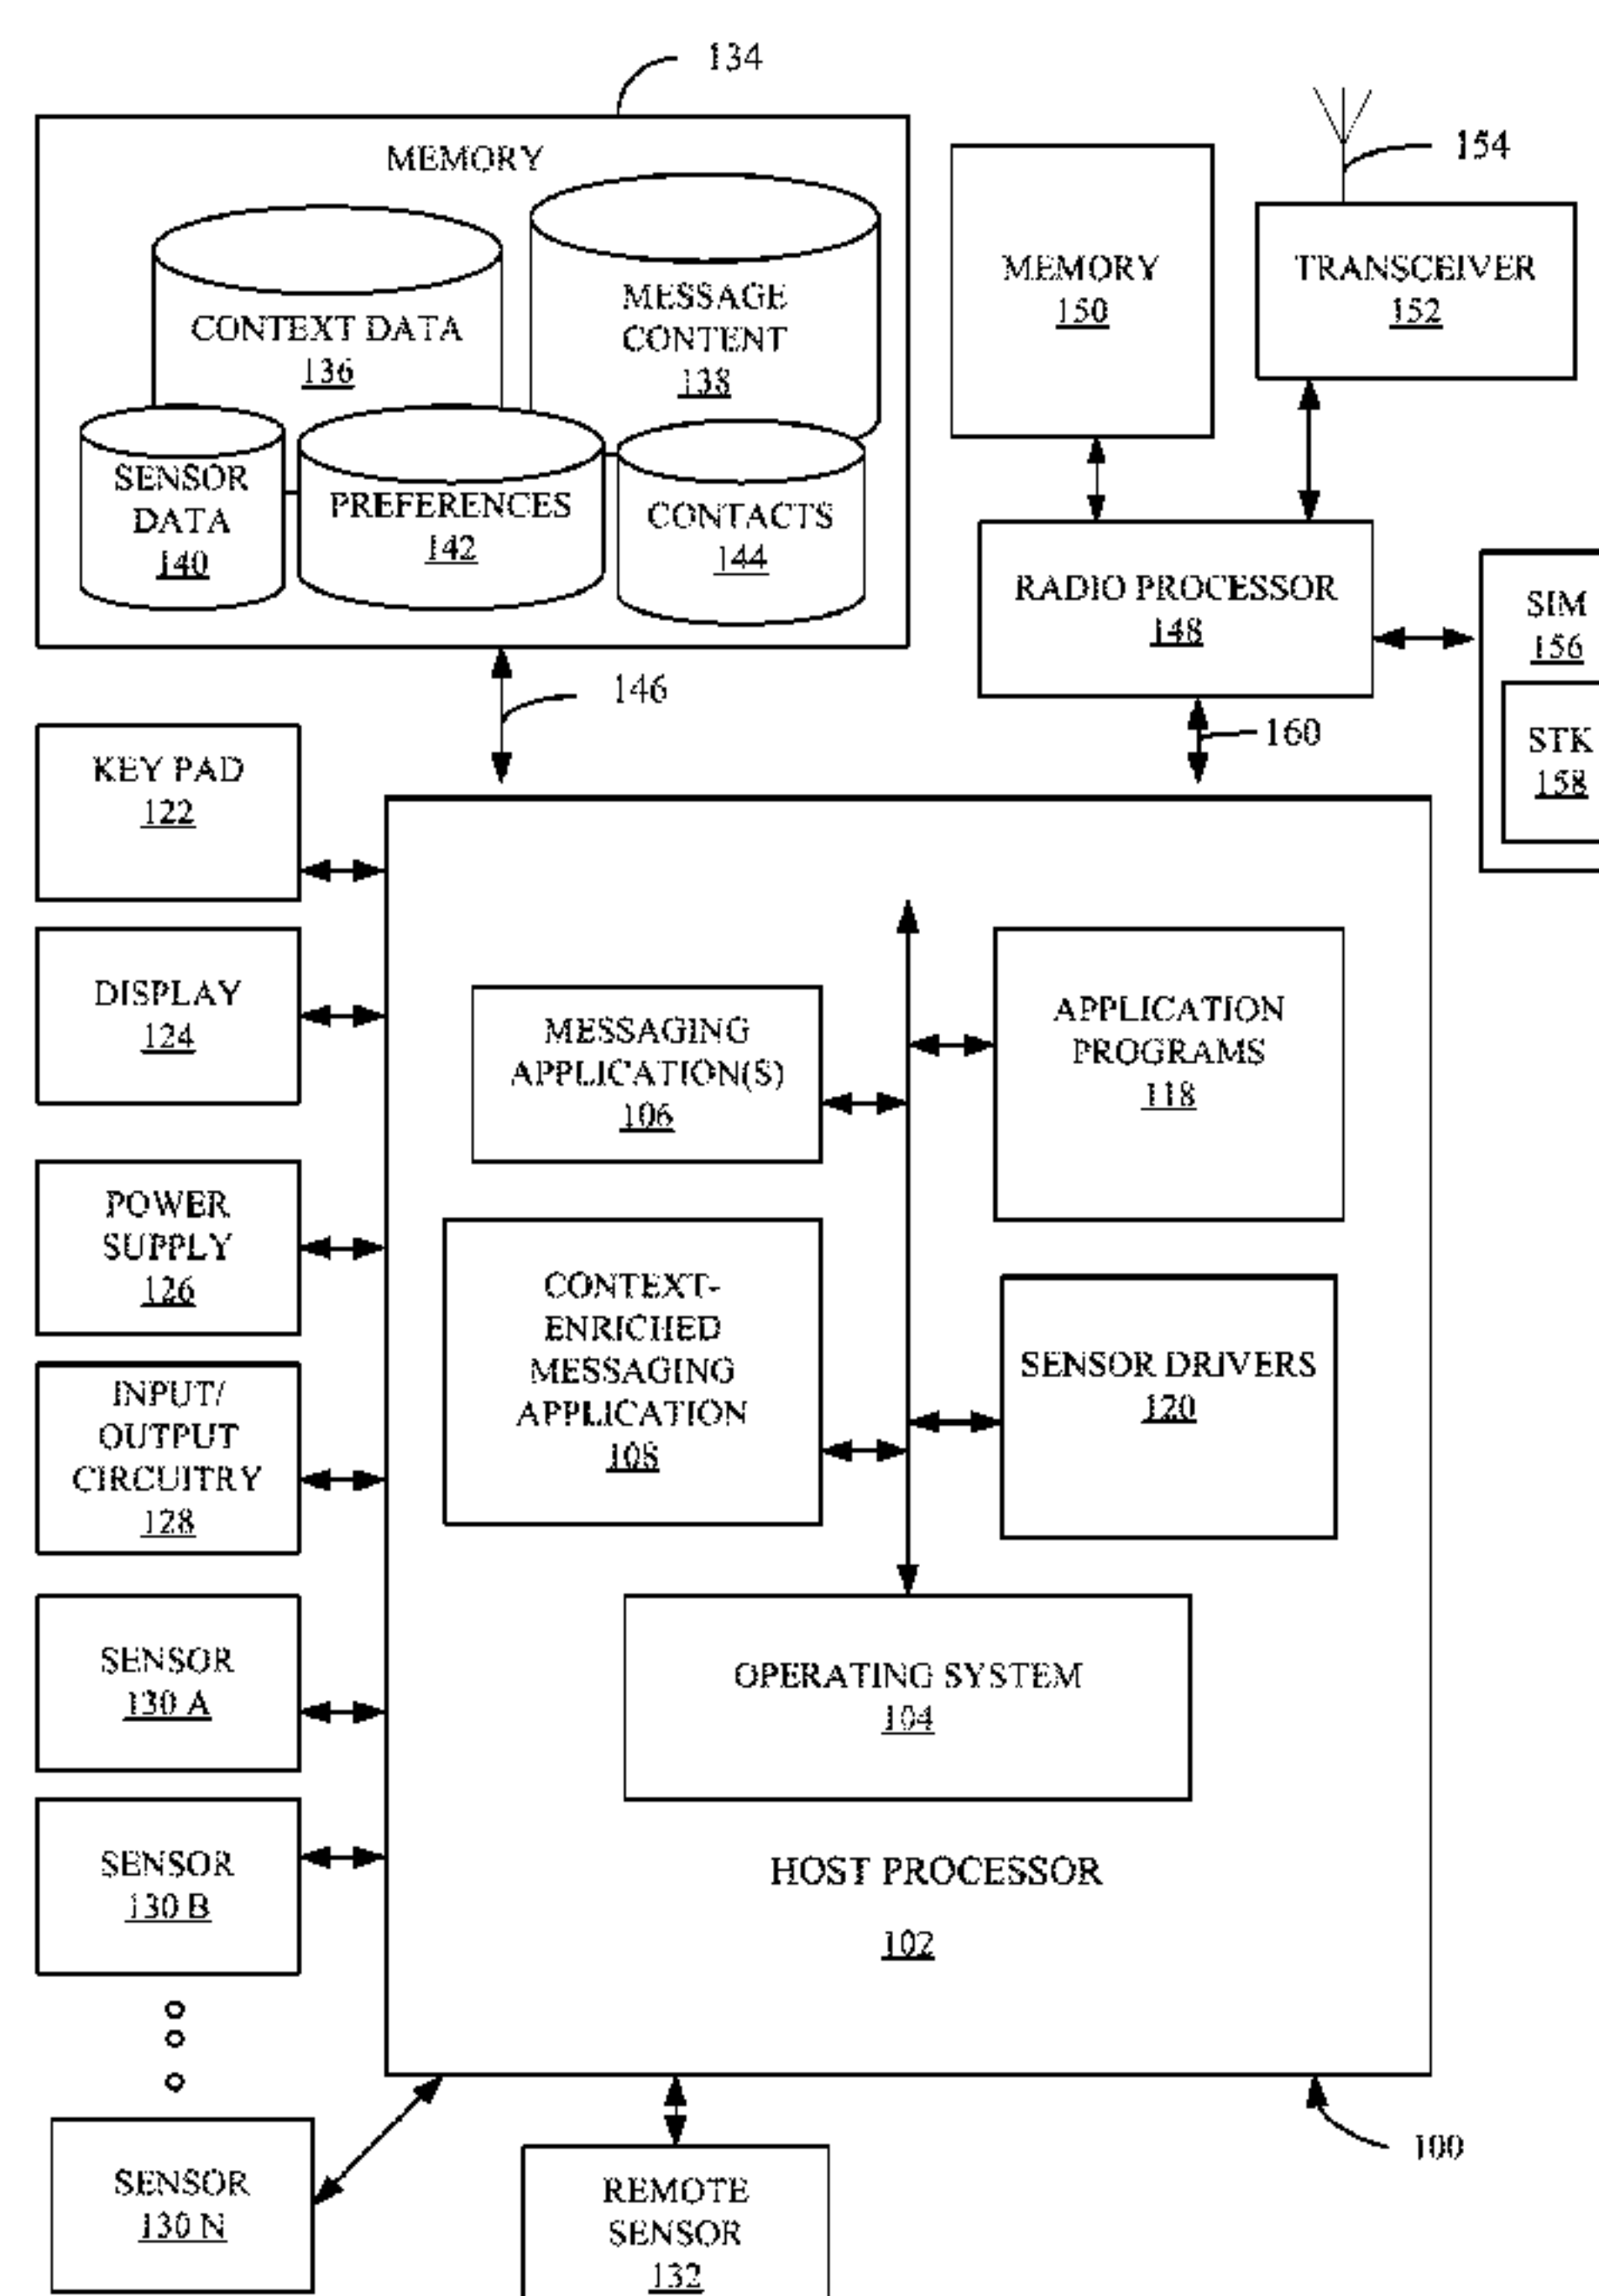 134
MEMORY
CONTEXT DATA
136
MESSAGE
CONTENT
138
SENSOR
DATA
140
PREFERENCES
142
CONTACTS
144
146
MEMORY
150
154
TRANSCEIVER
152
RADIO PROCESSOR
148
160
SIM
156
STK
158
KEY PAD
122
DISPLAY
124
POWER
SUPPLY
126
INPUT/
OUTPUT
CIRCUITRY
128
SENSOR
130 A
SENSOR
130 B
SENSOR
130 N
MESSAGING
APPLICATION(S)
106
APPLICATION
PROGRAMS
118
CONTEXT-
ENRICHED
MESSAGING
APPLICATION
108
SENSOR DRIVERS
120
OPERATING SYSTEM
104
HOST PROCESSOR
102
REMOTE
SENSOR
132
100